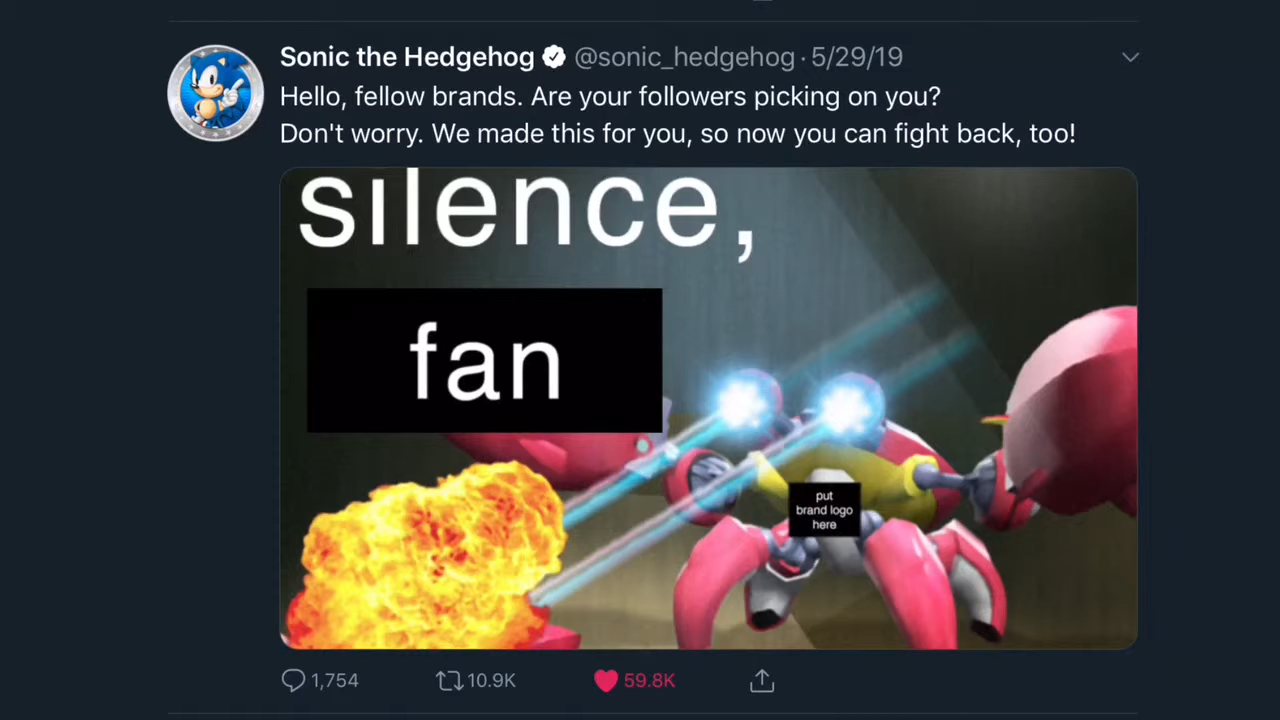 Sonic the Hedgehog @sonic_hedgehog · 5/29/19
Hello, fellow brands. Are your followers picking on you?
Don't worry. We made this for you, so now you can fight back, too!
silence,
fan
put
brand logo
here
1,754 10.9K 59.8K